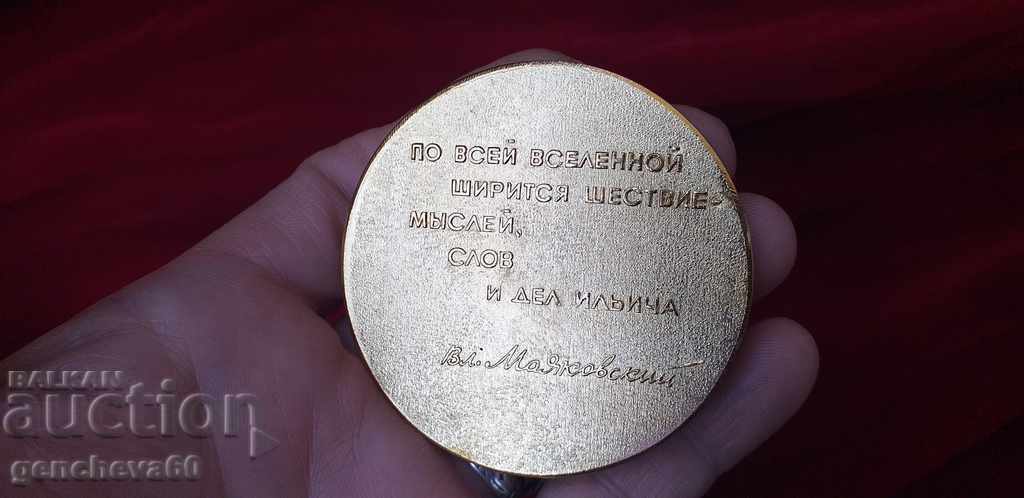 ПО ВСЕЙ ВСЕЛЕННОЙ
ШИРИТСЯ ШЕСТВИЕ-
МЫСЛЕЙ,
СЛОВ
И ДЕЛ ИЛЬИЧА
Вл. Маяковский
BALKAN
auction
gencheva60